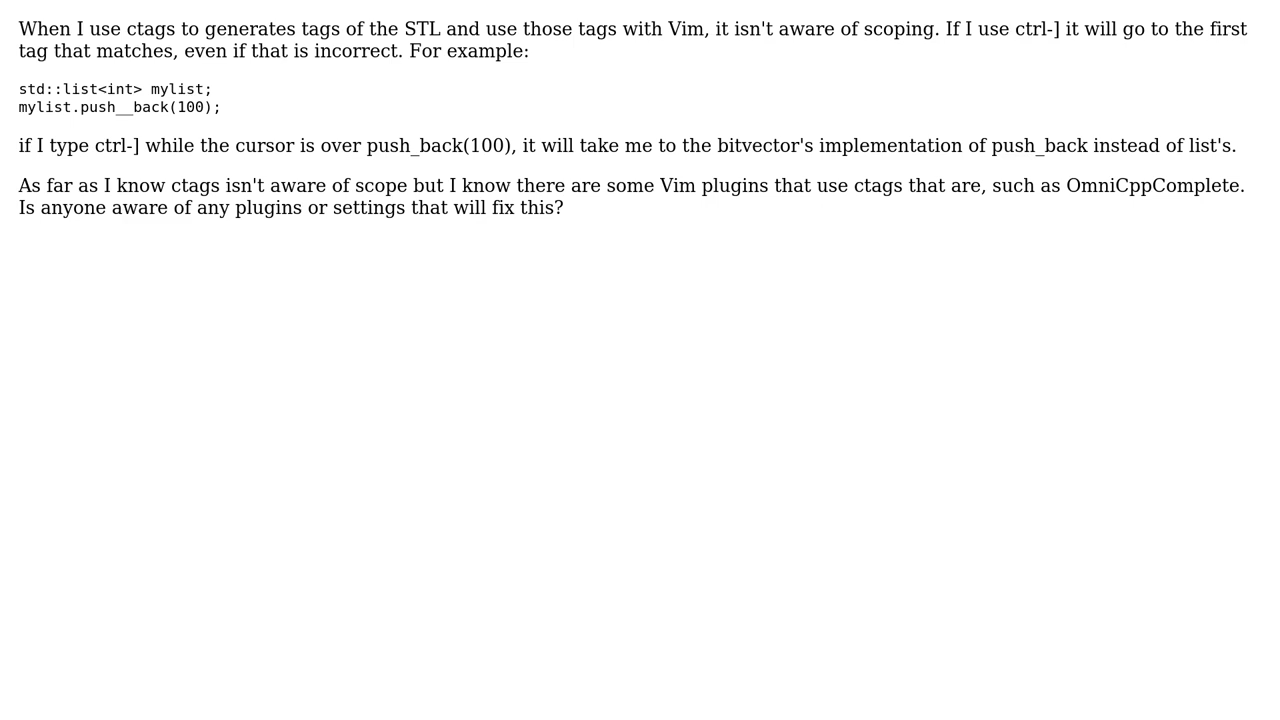 When I use ctags to generates tags of the STL and use those tags with Vim, it isn't aware of scoping. If I use ctrl-] it will go to the first
tag that matches, even if that is incorrect. For example:
std::list<int> mylist;
mylist.push__back(100);
if I type ctrl-] while the cursor is over push_back(100), it will take me to the bitvector's implementation of push_back instead of list's.
As far as I know ctags isn't aware of scope but I know there are some Vim plugins that use ctags that are, such as OmniCppComplete.
Is anyone aware of any plugins or settings that will fix this?